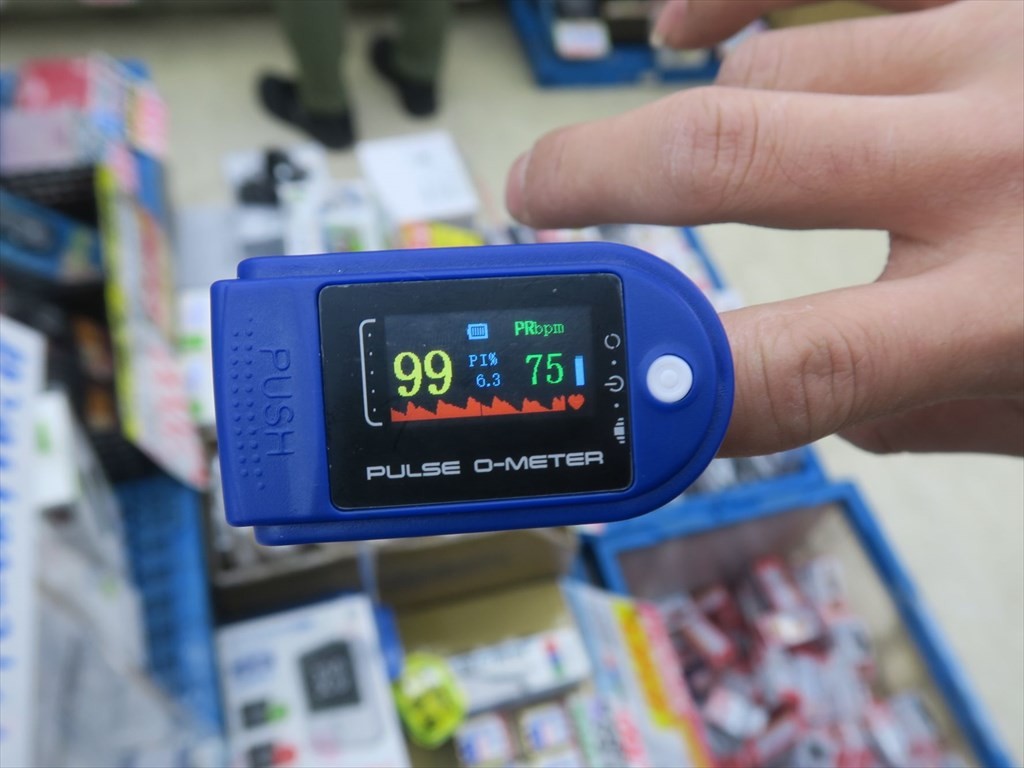 PUSH
PRbpm
99
PI%
6.3
75
PULSE O-METER